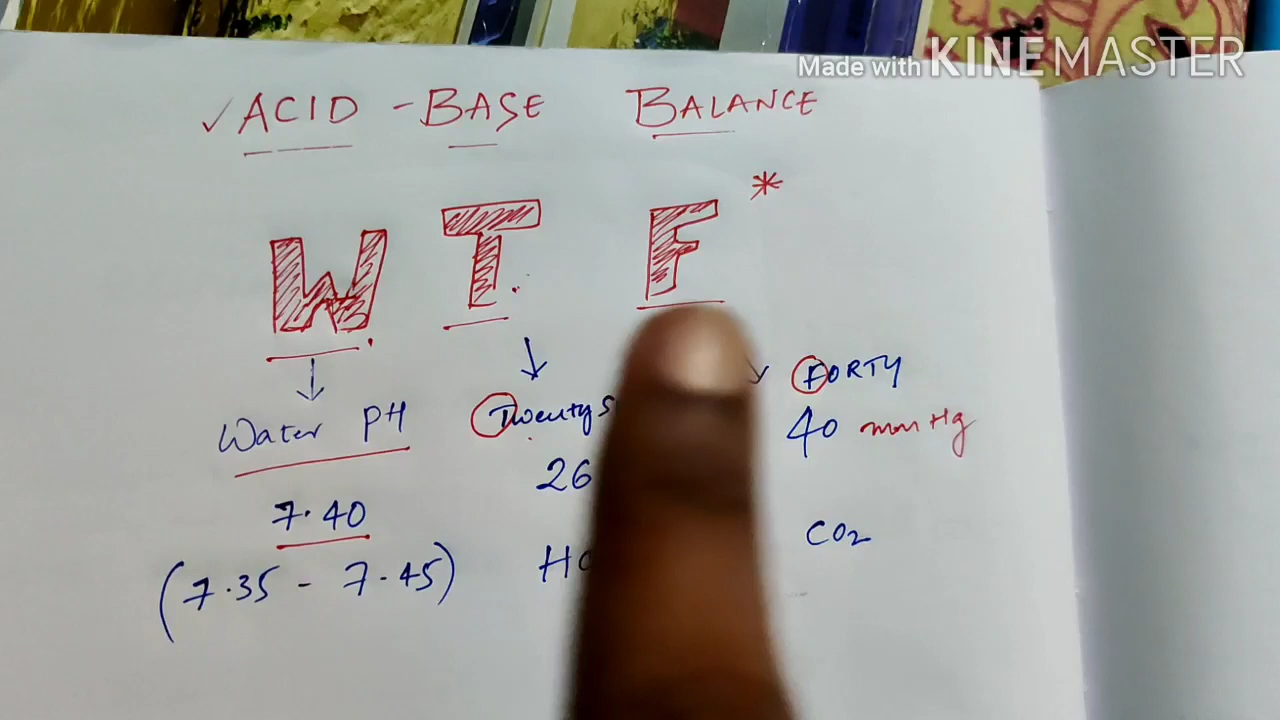 Made with KINEMASTER
✓ ACID - BASE BALANCE
W T. F *
FORTY
Water PH
40 mm Hg
26
7.40
CO2
(7.35 - 7.45)